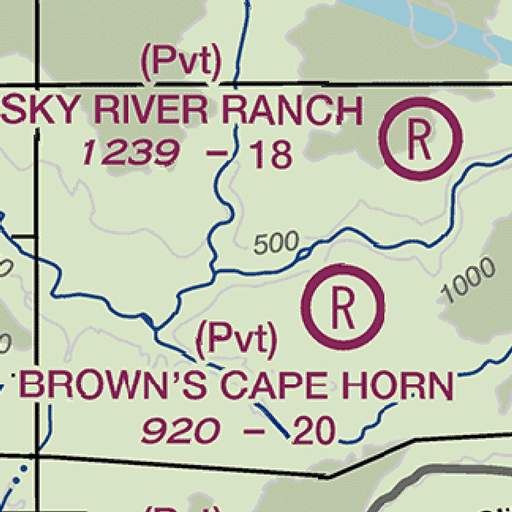 (Pvt)
SKY RIVER RANCH
R
1239 - 18
500
1000
R
(Pvt)
BROWN'S CAPE HORN
920 - 20